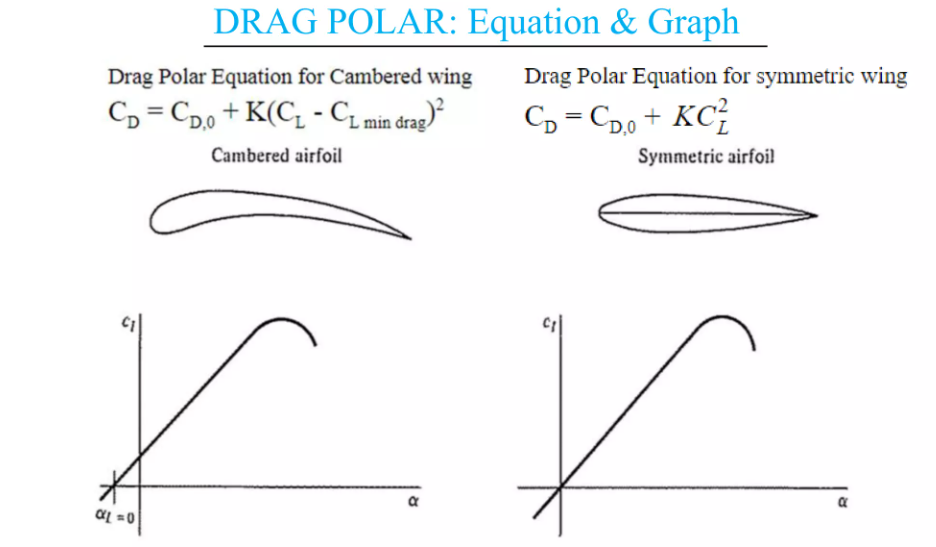 DRAG POLAR: Equation & Graph
Drag Polar Equation for Cambered wing
C_D = C_D,0 + K(C_L - C_L min drag)²
Cambered airfoil
c_l
α
α_L = 0
Drag Polar Equation for symmetric wing
C_D = C_D,0 + KC_L²
Symmetric airfoil
c_l
α